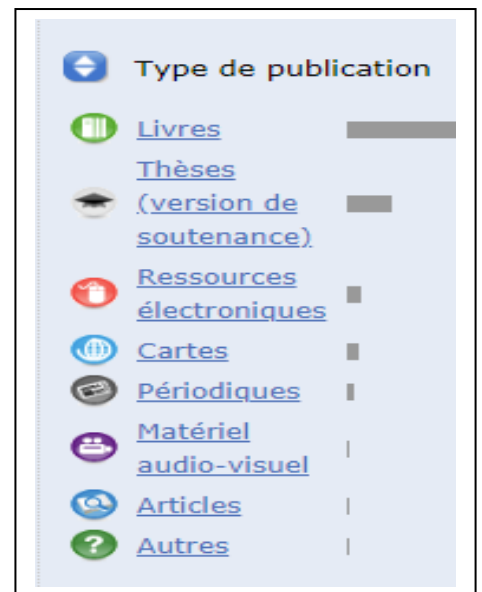 Type de publication
Livres
Thèses
(version de
soutenance)
Ressources
électroniques
Cartes
Périodiques
Matériel
audio-visuel
Articles
?
Autres